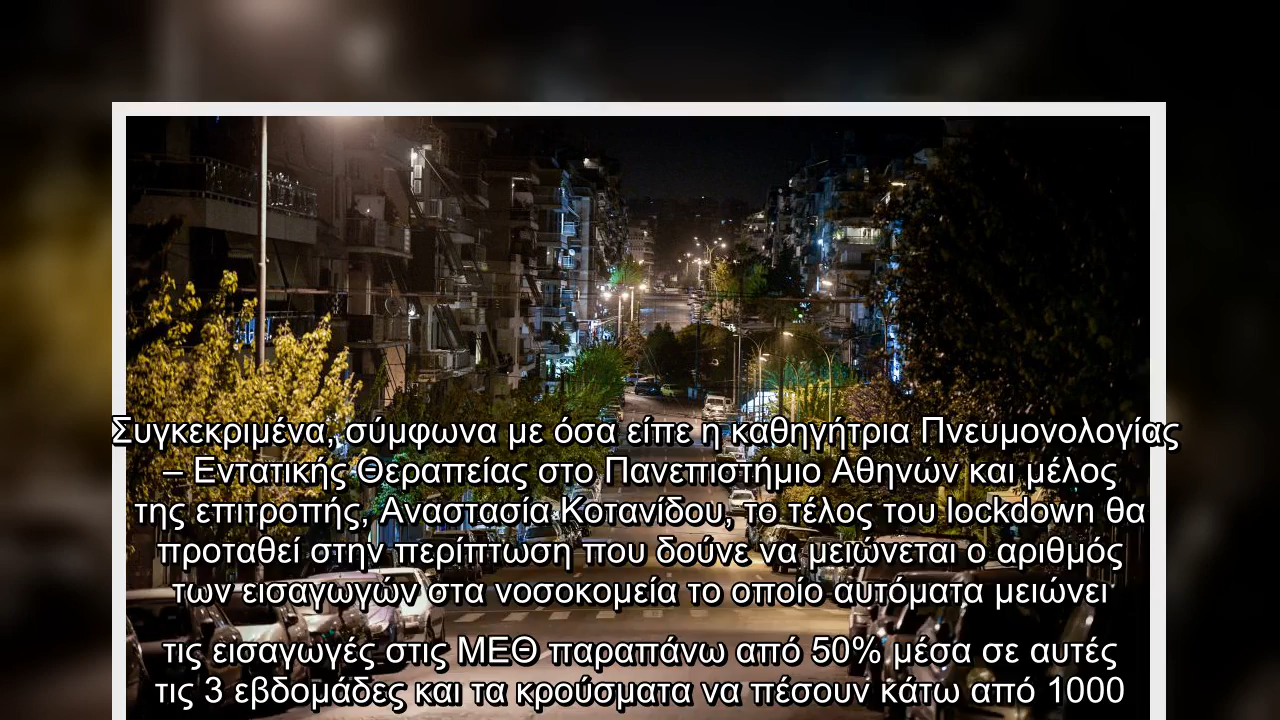 Συγκεκριμένα, σύμφωνα με όσα είπε η καθηγήτρια Πνευμονολογίας
– Εντατικής Θεραπείας στο Πανεπιστήμιο Αθηνών και μέλος
της επιτροπής, Αναστασία Κοτανίδου, το τέλος του lockdown θα
προταθεί στην περίπτωση που δούνε να μειώνεται ο αριθμός
των εισαγωγών στα νοσοκομεία το οποίο αυτόματα μειώνει
τις εισαγωγές στις ΜΕΘ παραπάνω από 50% μέσα σε αυτές
τις 3 εβδομάδες και τα κρούσματα να πέσουν κάτω από 1000